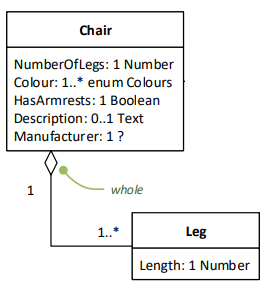 Chair
NumberOfLegs: 1 Number
Colour: 1..* enum Colours
HasArmrests: 1 Boolean
Description: 0..1 Text
Manufacturer: 1 ?
1
whole
1..*
Leg
Length: 1 Number